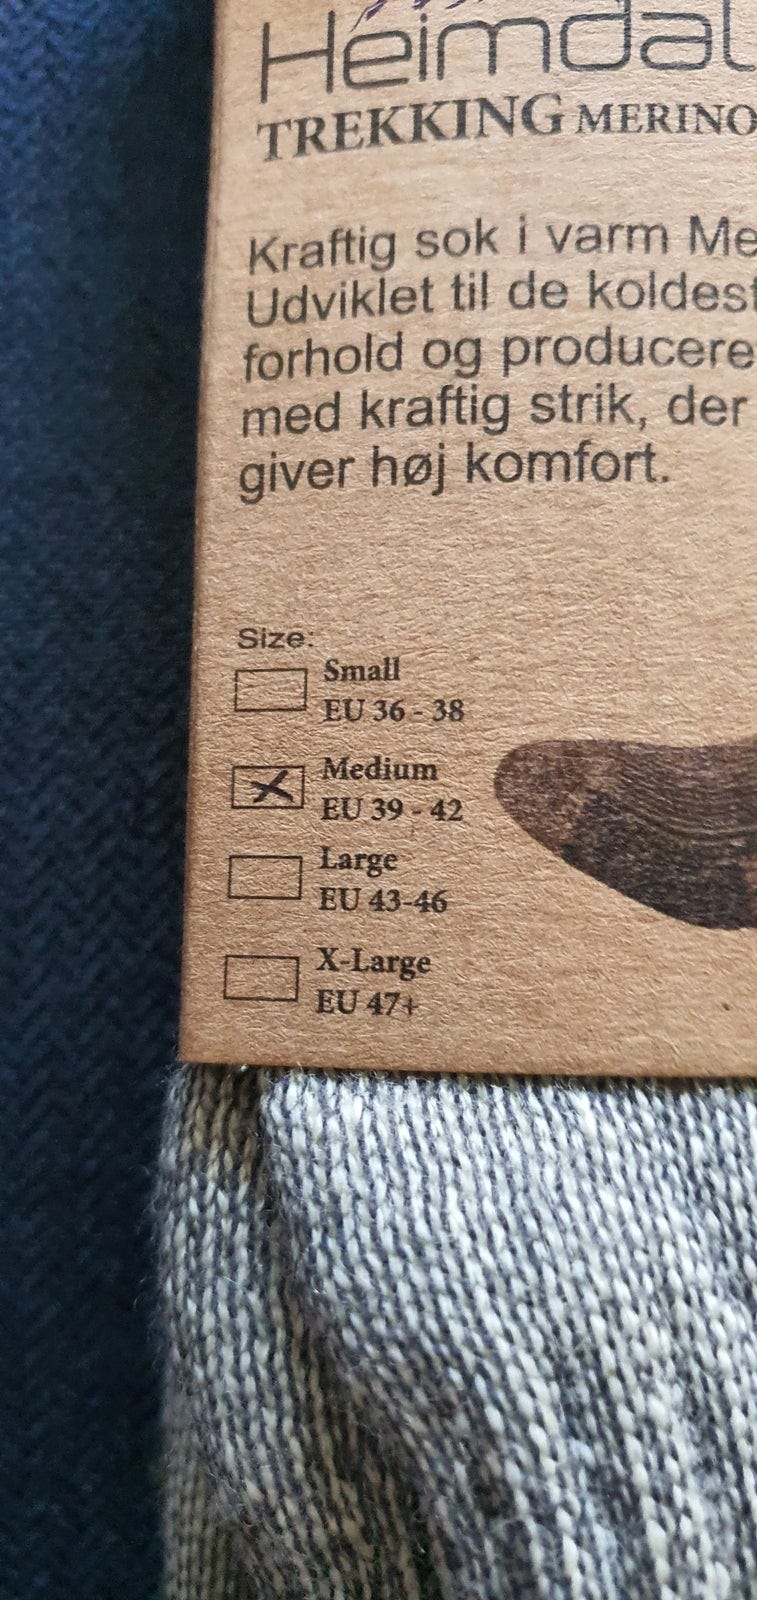 Heimdal
TREKKING MERINO
Kraftig sok i varm Me
Udviklet til de koldest
forhold og producere
med kraftig strik, der
giver høj komfort.
Size:
Small
EU 36 - 38
Medium
EU 39 - 42
Large
EU 43-46
X-Large
EU 47+